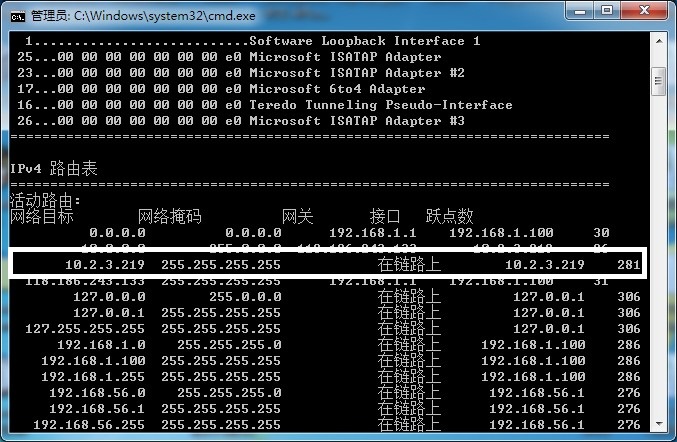 管理员: C:\Windows\system32\cmd.exe
1...........................Software Loopback Interface 1
25...00 00 00 00 00 00 00 e0 Microsoft ISATAP Adapter
23...00 00 00 00 00 00 00 e0 Microsoft ISATAP Adapter #2
17...00 00 00 00 00 00 00 e0 Microsoft 6to4 Adapter
16...00 00 00 00 00 00 00 e0 Teredo Tunneling Pseudo-Interface
26...00 00 00 00 00 00 00 e0 Microsoft ISATAP Adapter #3
===========================================================================
IPv4 路由表
===========================================================================
活动路由:
网络目标 网络掩码 网关 接口 跃点数
0.0.0.0 0.0.0.0 192.168.1.1 192.168.1.100 30
10.2.3.219 255.255.255.255 在链路上 10.2.3.219 281
118.186.243.133 255.255.255.255 192.168.1.1 192.168.1.100 31
127.0.0.0 255.0.0.0 在链路上 127.0.0.1 306
127.0.0.1 255.255.255.255 在链路上 127.0.0.1 306
127.255.255.255 255.255.255.255 在链路上 127.0.0.1 306
192.168.1.0 255.255.255.0 在链路上 192.168.1.100 286
192.168.1.100 255.255.255.255 在链路上 192.168.1.100 286
192.168.1.255 255.255.255.255 在链路上 192.168.1.100 286
192.168.56.0 255.255.255.0 在链路上 192.168.56.1 276
192.168.56.1 255.255.255.255 在链路上 192.168.56.1 276
192.168.56.255 255.255.255.255 在链路上 192.168.56.1 276